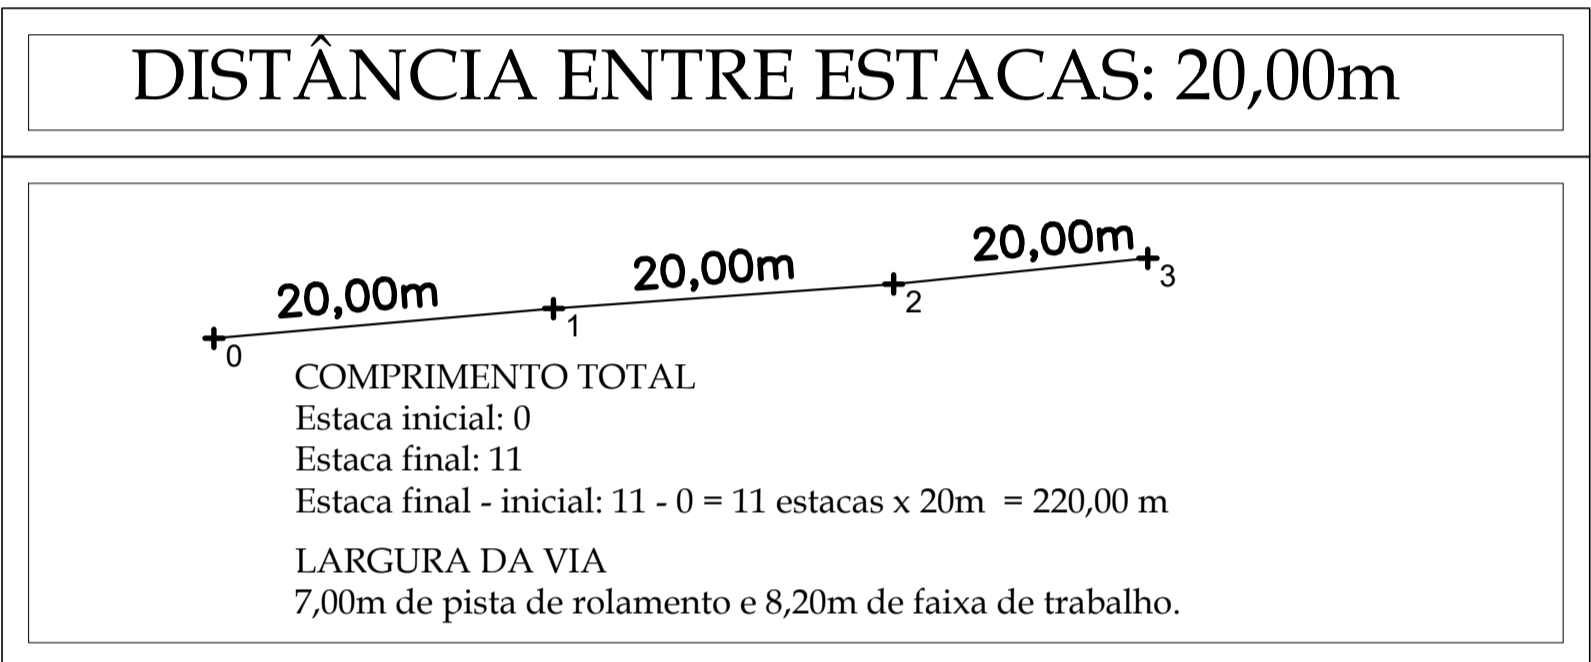 DISTÂNCIA ENTRE ESTACAS: 20,00m
20,00m
20,00m
20,00m
0
1
2
3
COMPRIMENTO TOTAL
Estaca inicial: 0
Estaca final: 11
Estaca final - inicial: 11 - 0 = 11 estacas x 20m = 220,00 m
LARGURA DA VIA
7,00m de pista de rolamento e 8,20m de faixa de trabalho.